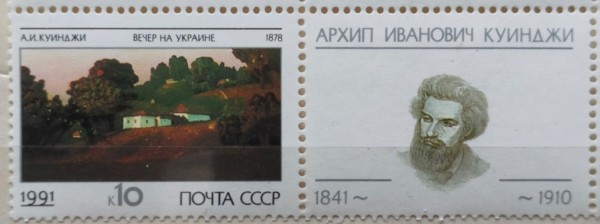 А.И.КУИНДЖИ ВЕЧЕР НА УКРАИНЕ 1878
1991 к10 ПОЧТА СССР
АРХИП ИВАНОВИЧ КУИНДЖИ
1841 ~ ~ 1910